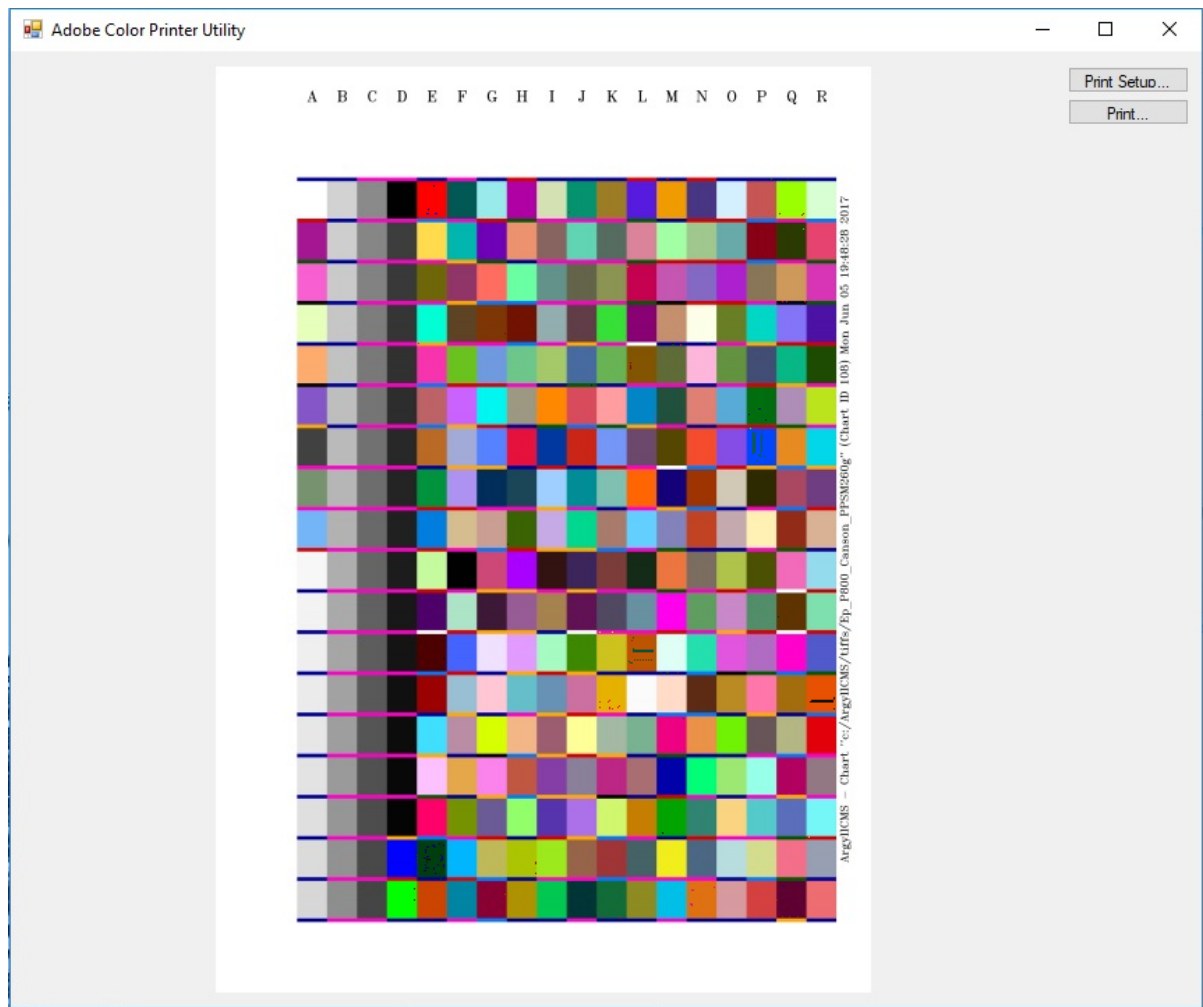 Adobe Color Printer Utility
Print Setup...
Print...
A B C D E F G H I J K L M N O P Q R
ArgyllCMS - Chart "c:/ArgyllCMS/tiffs/Ep_P800_Canson_PPSM260g" (Chart ID 108) Mon Jun 05 19:48:28 2017